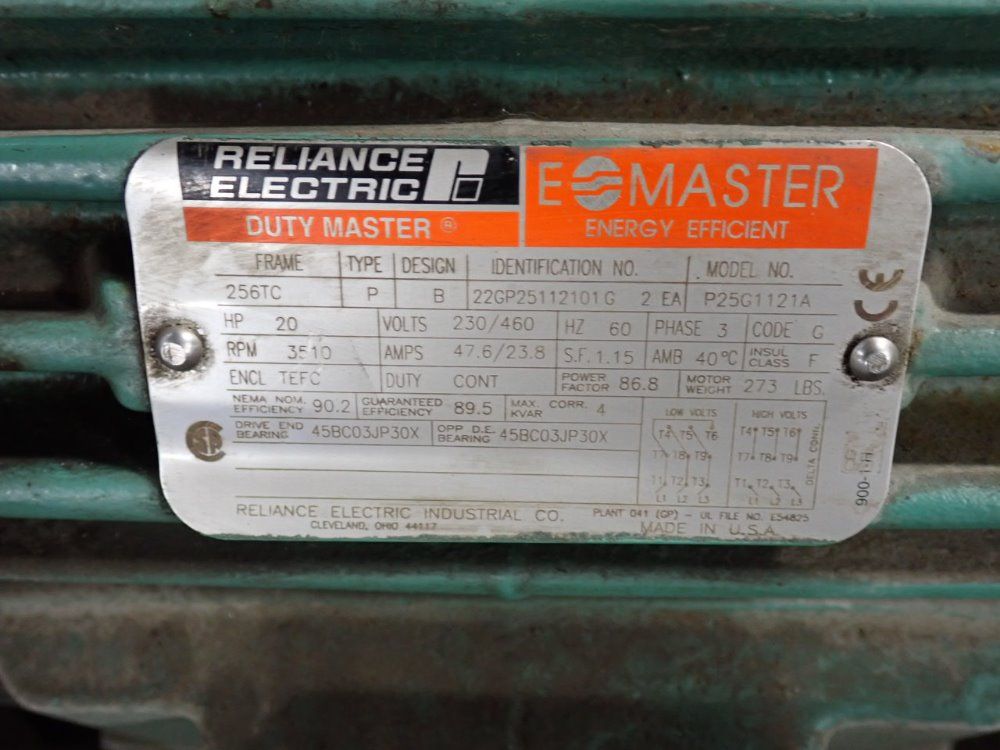 RELIANCE
ELECTRIC
DUTY MASTER ®
E MASTER
ENERGY EFFICIENT
FRAME TYPE DESIGN IDENTIFICATION NO. MODEL NO.
256TC P B 22GP25112101G 2 EA P25G1121A
HP 20 VOLTS 230/460 HZ 60 PHASE 3 CODE G
RPM 3510 AMPS 47.6/23.8 S.F. 1.15 AMB 40°C INSUL CLASS F
ENCL TEFC DUTY CONT POWER FACTOR 86.8 MOTOR WEIGHT 273 LBS.
NEMA NOM. EFFICIENCY 90.2 GUARANTEED EFFICIENCY 89.5 MAX. CORR. KVAR 4
DRIVE END BEARING 45BC03JP30X OPP D.E. BEARING 45BC03JP30X
LOW VOLTS HIGH VOLTS
T4 T5 T6 T4 T5 T6
T7 T8 T9 T7 T8 T9
T1 T2 T3 T1 T2 T3
L1 L2 L3 L1 L2 L3
DELTA CONN.
CE
RELIANCE ELECTRIC INDUSTRIAL CO. PLANT 041 (GP) - UL FILE NO. E54825
CLEVELAND, OHIO 44117 MADE IN U.S.A.